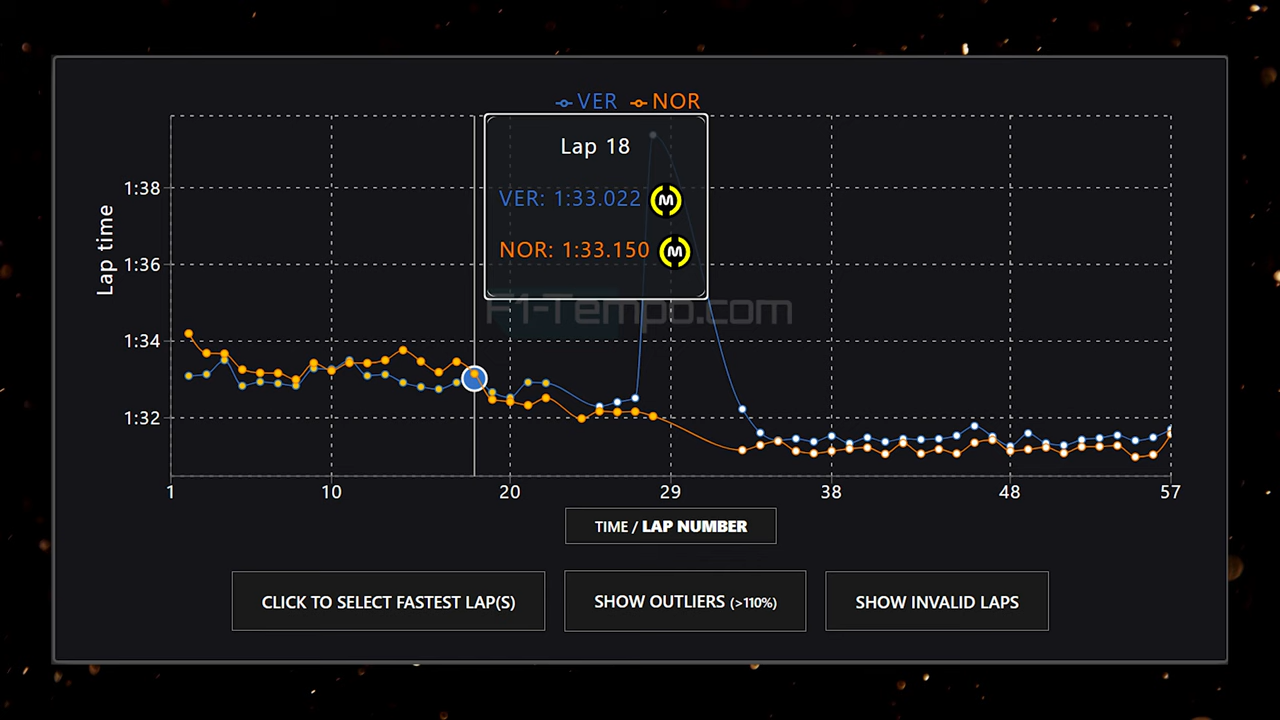 VER NOR
Lap 18
VER: 1:33.022 M
NOR: 1:33.150 M
F1-Tempo.com
Lap time
1:38
1:36
1:34
1:32
1 10 20 29 38 48 57
TIME / LAP NUMBER
CLICK TO SELECT FASTEST LAP(S)
SHOW OUTLIERS (>110%)
SHOW INVALID LAPS